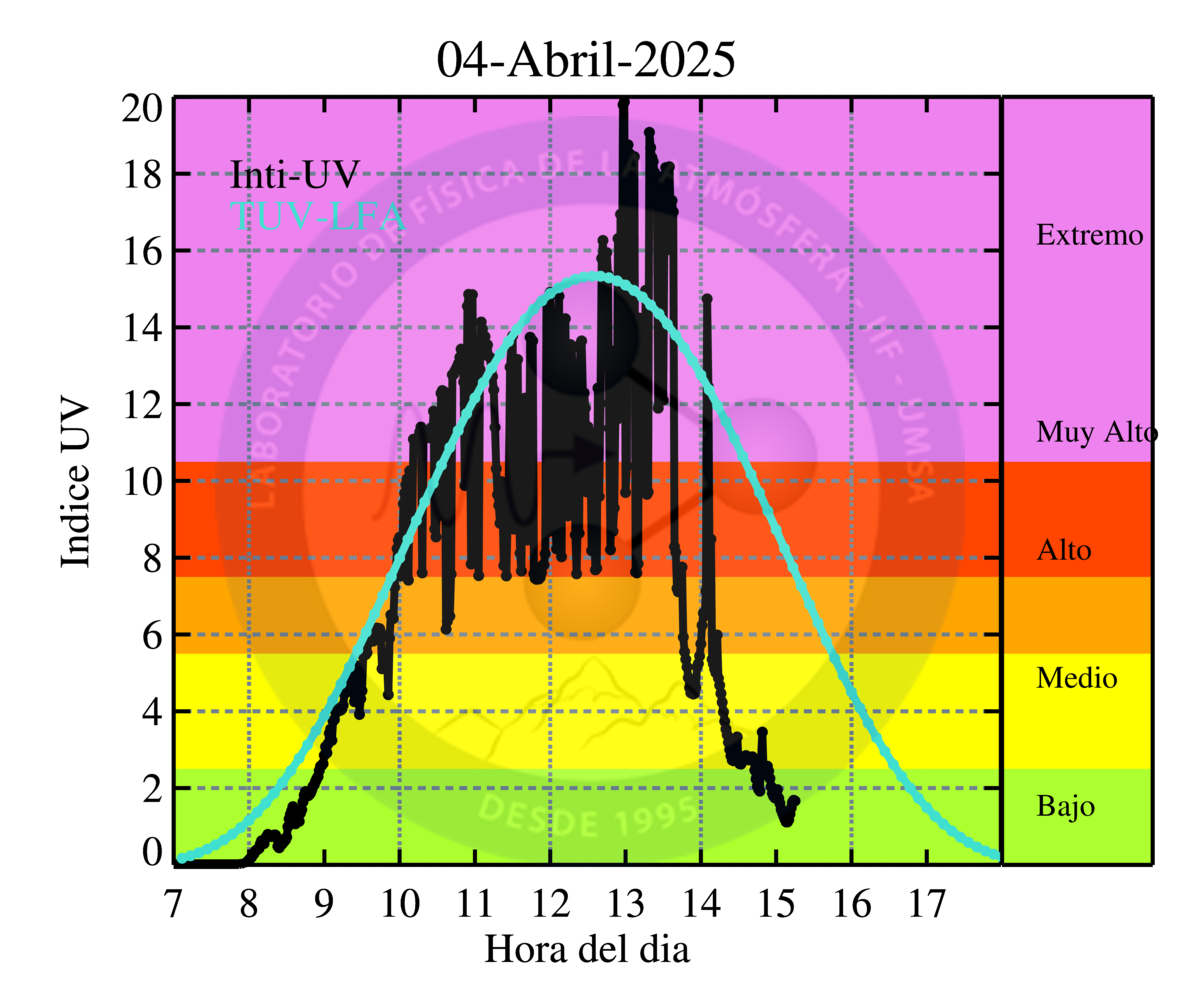 04-Abril-2025
20
18
16
14
12
10
8
6
4
2
0
Indice UV
Inti-UV
TUV-LFA
LABORATORIO DE FÍSICA DE LA ATMÓSFERA - IIF - UMSA
DESDE 1995
Extremo
Muy Alto
Alto
Medio
Bajo
7 8 9 10 11 12 13 14 15 16 17
Hora del dia